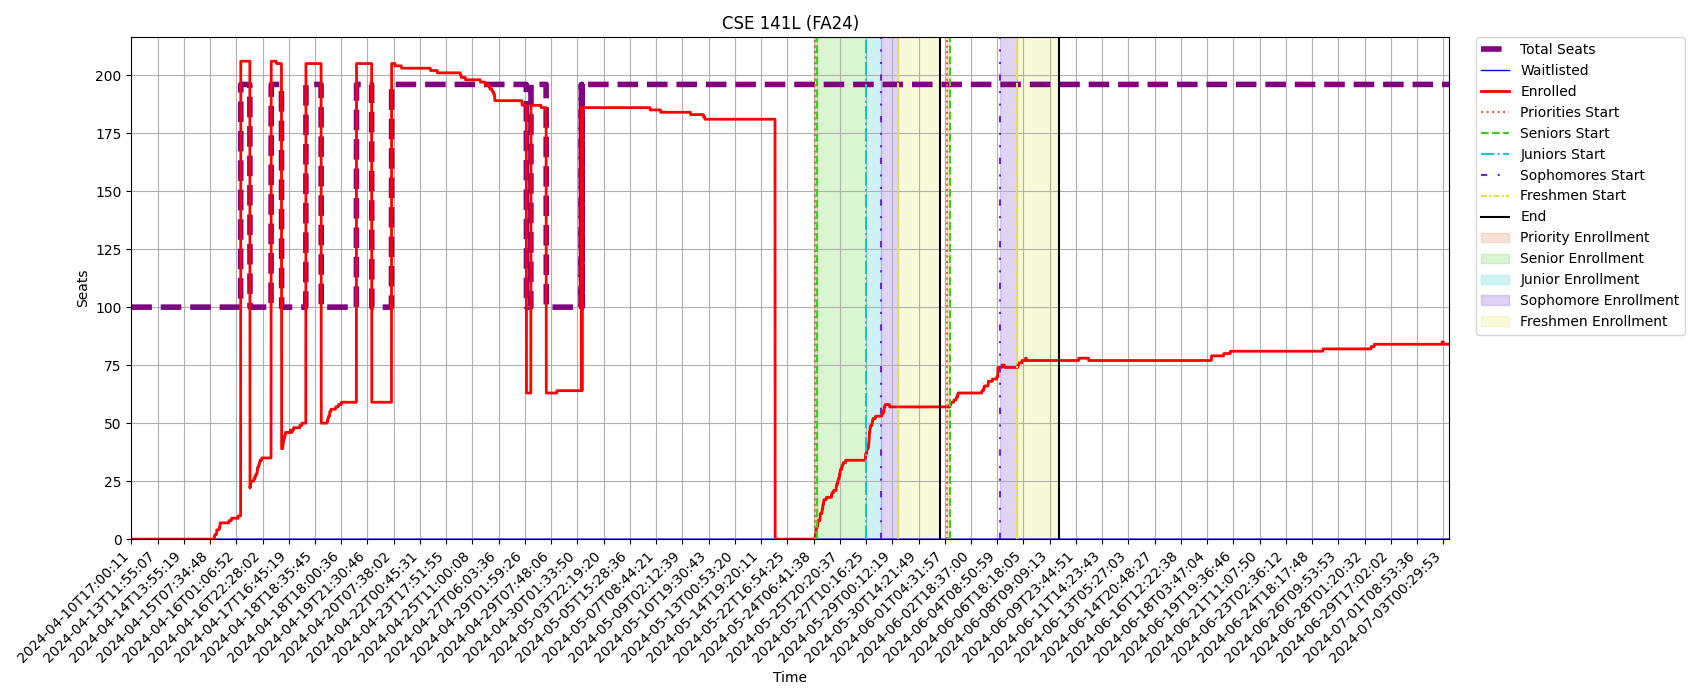 CSE 141L (FA24)
Seats
200
175
150
125
100
75
50
25
0
2024-04-10T17:00:11
2024-04-13T11:55:07
2024-04-14T13:55:19
2024-04-15T07:34:48
2024-04-16T01:06:52
2024-04-16T22:28:02
2024-04-17T16:45:19
2024-04-18T18:35:45
2024-04-18T18:00:36
2024-04-19T21:30:46
2024-04-20T07:38:02
2024-04-22T00:45:31
2024-04-23T17:51:55
2024-04-25T11:00:08
2024-04-27T06:03:36
2024-04-29T01:59:26
2024-04-29T07:48:06
2024-04-30T01:33:50
2024-05-03T22:19:20
2024-05-05T15:28:36
2024-05-07T08:44:21
2024-05-09T02:12:39
2024-05-10T19:30:43
2024-05-13T00:53:20
2024-05-14T19:20:11
2024-05-22T16:54:25
2024-05-24T06:41:38
2024-05-25T20:20:37
2024-05-27T10:16:25
2024-05-29T00:12:19
2024-05-30T14:21:49
2024-06-01T04:31:57
2024-06-02T18:37:00
2024-06-04T08:50:59
2024-06-06T18:18:05
2024-06-08T09:09:13
2024-06-09T23:44:51
2024-06-11T14:23:43
2024-06-13T05:27:03
2024-06-14T20:48:27
2024-06-16T12:22:38
2024-06-18T03:47:04
2024-06-19T19:36:46
2024-06-21T11:07:50
2024-06-23T02:36:12
2024-06-24T18:17:48
2024-06-26T09:53:53
2024-06-28T01:20:32
2024-06-29T17:02:02
2024-07-01T08:53:36
2024-07-03T00:29:53
Time
Total Seats
Waitlisted
Enrolled
Priorities Start
Seniors Start
Juniors Start
Sophomores Start
Freshmen Start
End
Priority Enrollment
Senior Enrollment
Junior Enrollment
Sophomore Enrollment
Freshmen Enrollment